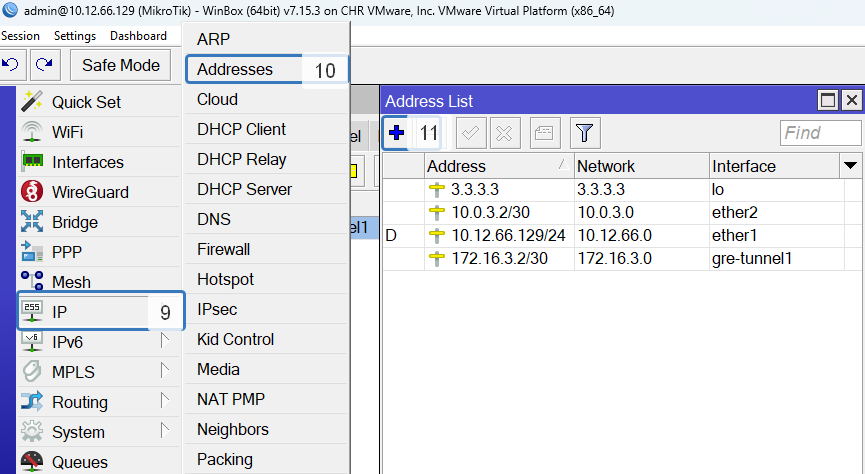 admin@10.12.66.129 (MikroTik) - WinBox (64bit) v7.15.3 on CHR VMware, Inc. VMware Virtual Platform (x86_64)
Session Settings Dashboard
Safe Mode
Quick Set
WiFi
Interfaces
WireGuard
Bridge
PPP
Mesh
255 IP 9
v6 IPv6
MPLS
Routing
System
Queues
ARP
Addresses 10
Cloud
DHCP Client
DHCP Relay
DHCP Server
DNS
Firewall
Hotspot
IPsec
Kid Control
Media
NAT PMP
Neighbors
Packing
el
el1
Address List
11 Find
Address Network Interface
3.3.3.3 3.3.3.3 lo
10.0.3.2/30 10.0.3.0 ether2
D 10.12.66.129/24 10.12.66.0 ether1
172.16.3.2/30 172.16.3.0 gre-tunnel1